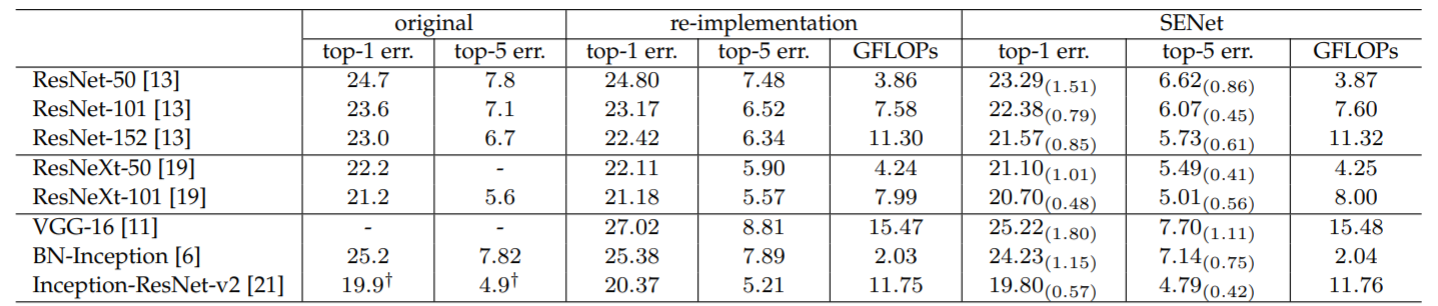 original re-implementation SENet
top-1 err. top-5 err. top-1 err. top-5 err. GFLOPs top-1 err. top-5 err. GFLOPs
ResNet-50 [13] 24.7 7.8 24.80 7.48 3.86 23.29(1.51) 6.62(0.86) 3.87
ResNet-101 [13] 23.6 7.1 23.17 6.52 7.58 22.38(0.79) 6.07(0.45) 7.60
ResNet-152 [13] 23.0 6.7 22.42 6.34 11.30 21.57(0.85) 5.73(0.61) 11.32
ResNeXt-50 [19] 22.2 - 22.11 5.90 4.24 21.10(1.01) 5.49(0.41) 4.25
ResNeXt-101 [19] 21.2 5.6 21.18 5.57 7.99 20.70(0.48) 5.01(0.56) 8.00
VGG-16 [11] - - 27.02 8.81 15.47 25.22(1.80) 7.70(1.11) 15.48
BN-Inception [6] 25.2 7.82 25.38 7.89 2.03 24.23(1.15) 7.14(0.75) 2.04
Inception-ResNet-v2 [21] 19.9† 4.9† 20.37 5.21 11.75 19.80(0.57) 4.79(0.42) 11.76